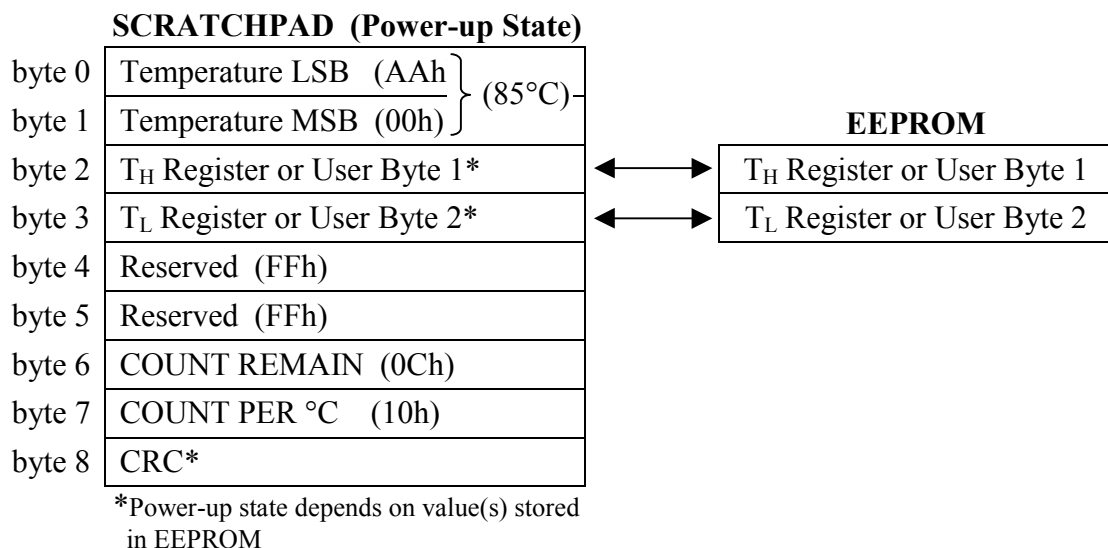 SCRATCHPAD (Power-up State)
byte 0 Temperature LSB (AAh
(85°C)
byte 1 Temperature MSB (00h)
EEPROM
byte 2 TH Register or User Byte 1* TH Register or User Byte 1
byte 3 TL Register or User Byte 2* TL Register or User Byte 2
byte 4 Reserved (FFh)
byte 5 Reserved (FFh)
byte 6 COUNT REMAIN (0Ch)
byte 7 COUNT PER °C (10h)
byte 8 CRC*
*Power-up state depends on value(s) stored
in EEPROM